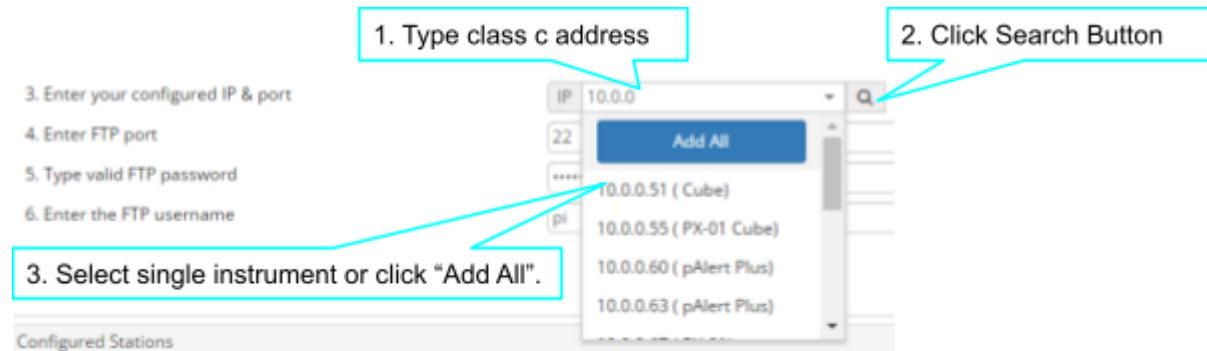 1. Type class c address
2. Click Search Button
3. Enter your configured IP & port
IP 10.0.0
4. Enter FTP port
22
Add All
5. Type valid FTP password
10.0.0.51 ( Cube)
6. Enter the FTP username
pi
10.0.0.55 ( PX-01 Cube)
3. Select single instrument or click “Add All”.
10.0.0.60 ( pAlert Plus)
10.0.0.63 ( pAlert Plus)
Configured Stations